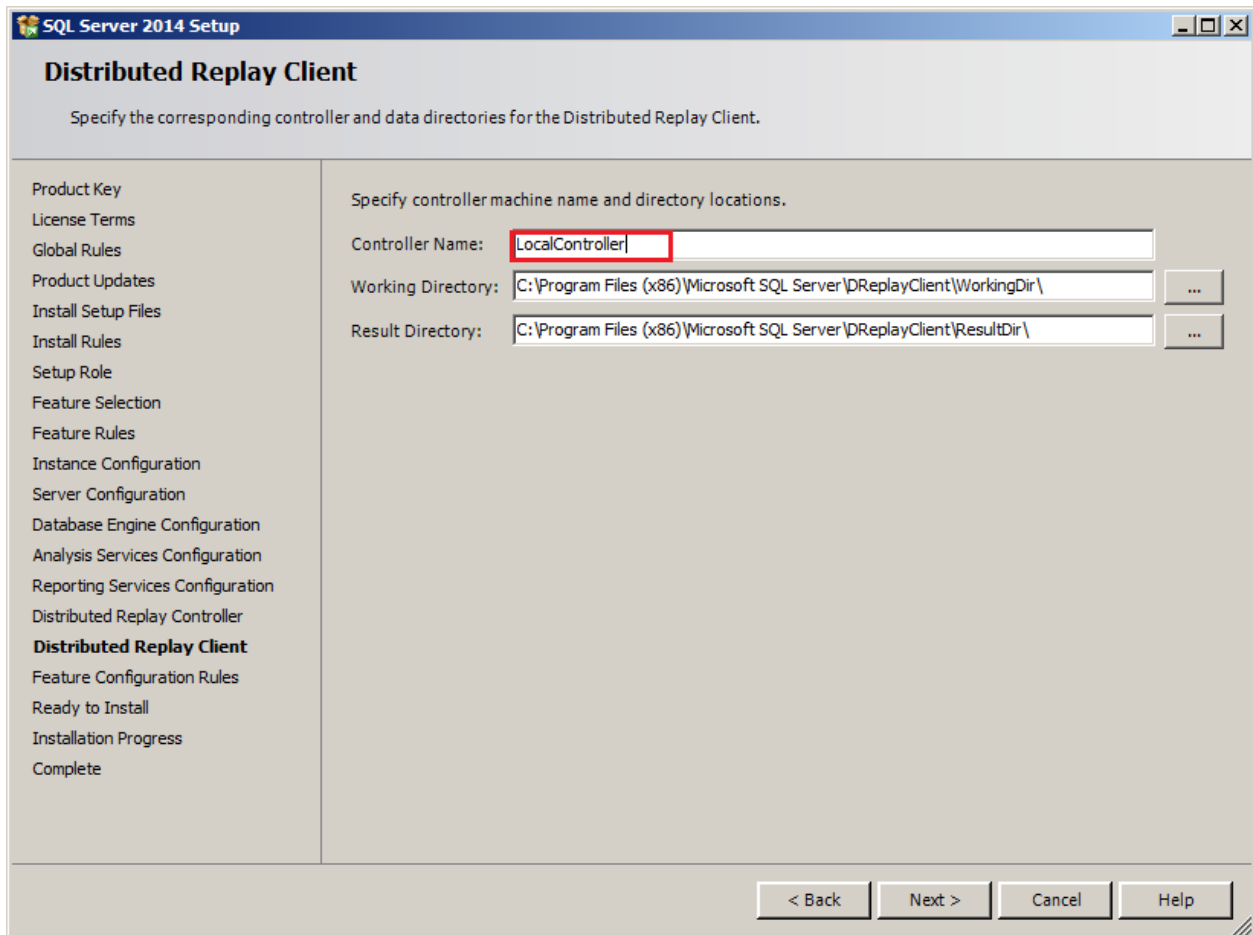 SQL Server 2014 Setup
Distributed Replay Client
Specify the corresponding controller and data directories for the Distributed Replay Client.
Product Key
License Terms
Global Rules
Product Updates
Install Setup Files
Install Rules
Setup Role
Feature Selection
Feature Rules
Instance Configuration
Server Configuration
Database Engine Configuration
Analysis Services Configuration
Reporting Services Configuration
Distributed Replay Controller
Distributed Replay Client
Feature Configuration Rules
Ready to Install
Installation Progress
Complete
Specify controller machine name and directory locations.
Controller Name: LocalController
Working Directory: C:\Program Files (x86)\Microsoft SQL Server\DReplayClient\WorkingDir\ ...
Result Directory: C:\Program Files (x86)\Microsoft SQL Server\DReplayClient\ResultDir\ ...
< Back Next > Cancel Help